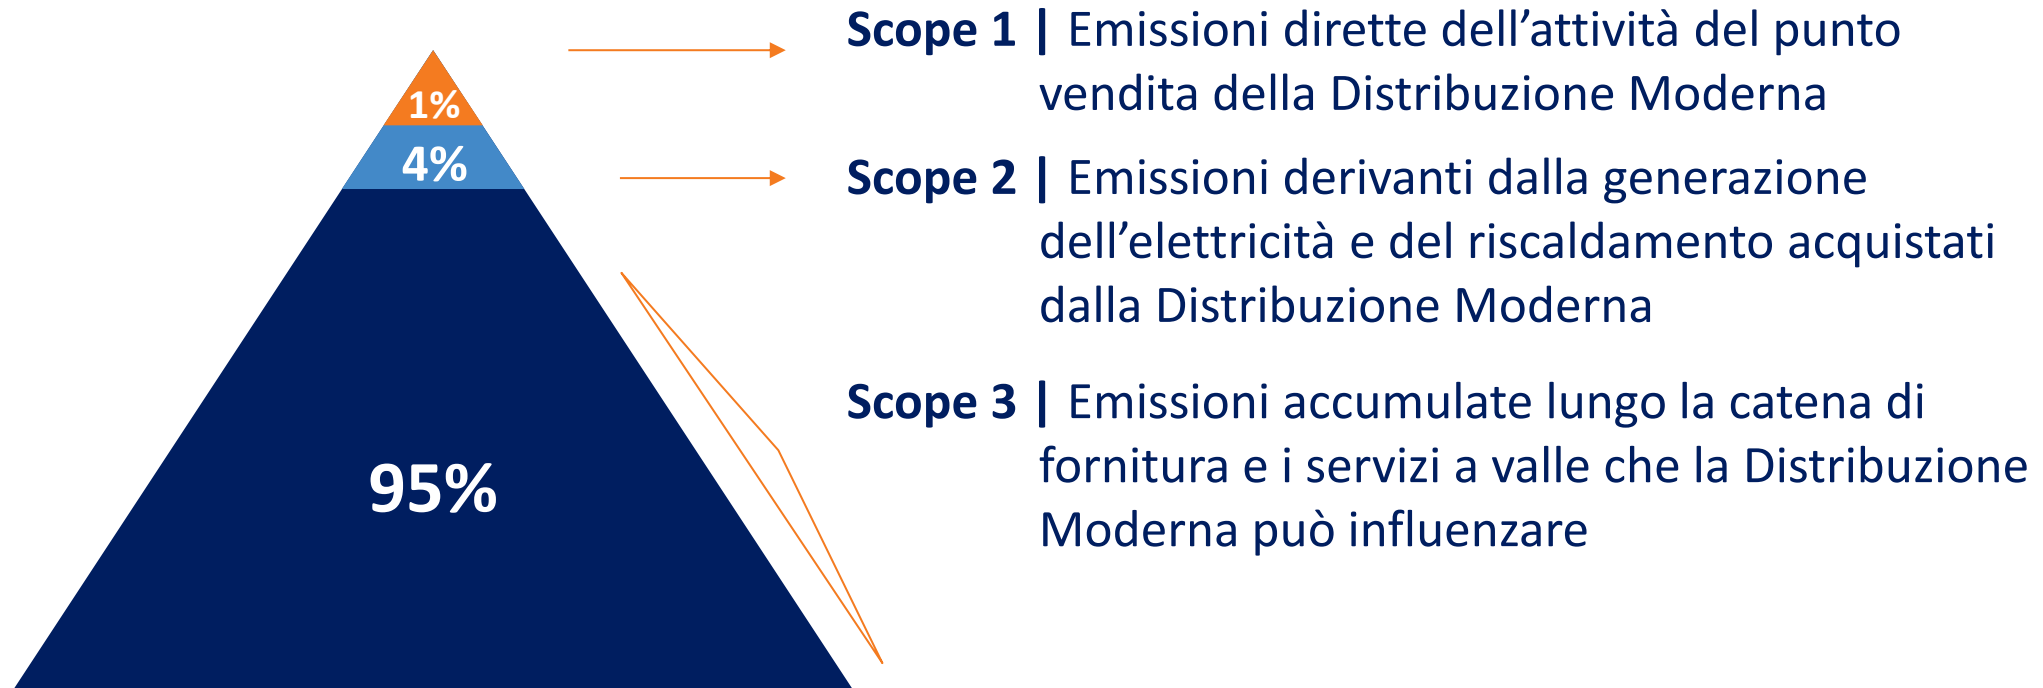 Scope 1 | Emissioni dirette dell’attività del punto
vendita della Distribuzione Moderna
1%
4%
Scope 2 | Emissioni derivanti dalla generazione
dell’elettricità e del riscaldamento acquistati
dalla Distribuzione Moderna
95%
Scope 3 | Emissioni accumulate lungo la catena di
fornitura e i servizi a valle che la Distribuzione
Moderna può influenzare